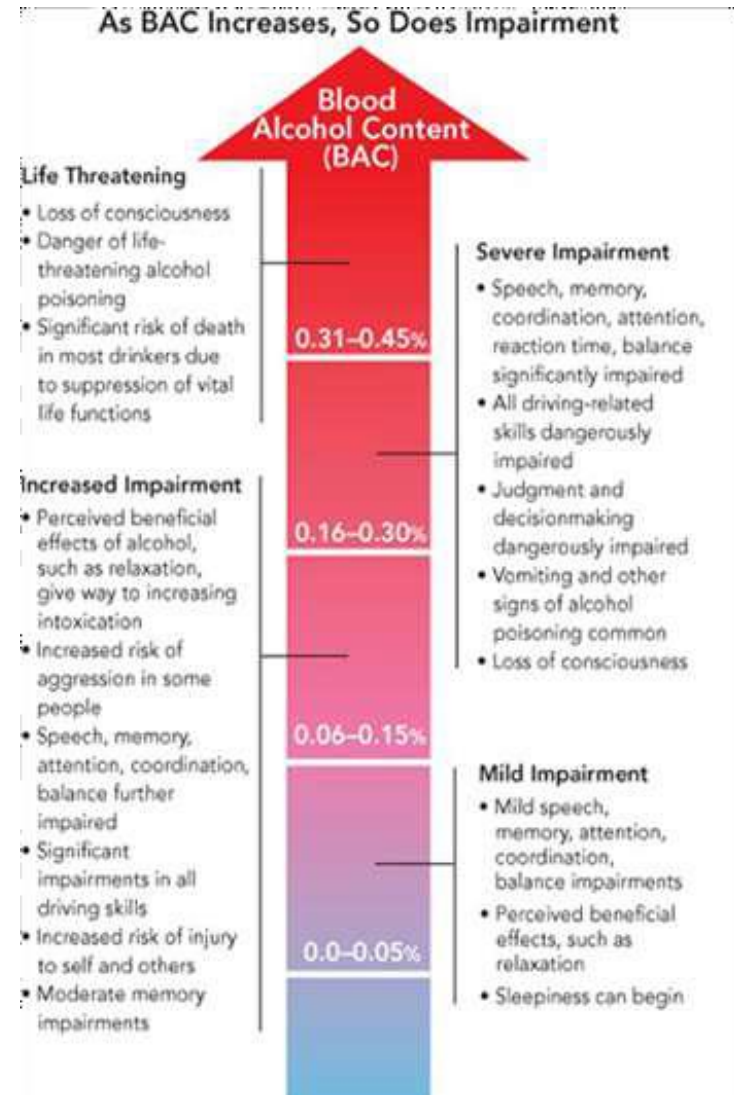 As BAC Increases, So Does Impairment
Blood
Alcohol Content
(BAC)
Life Threatening
• Loss of consciousness
• Danger of life-
threatening alcohol
poisoning
• Significant risk of death
in most drinkers due
to suppression of vital
life functions
0.31–0.45%
Severe Impairment
• Speech, memory,
coordination, attention,
reaction time, balance
significantly impaired
• All driving-related
skills dangerously
impaired
• Judgment and
decisionmaking
dangerously impaired
• Vomiting and other
signs of alcohol
poisoning common
• Loss of consciousness
0.16–0.30%
Increased Impairment
• Perceived beneficial
effects of alcohol,
such as relaxation,
give way to increasing
intoxication
• Increased risk of
aggression in some
people
• Speech, memory,
attention, coordination,
balance further
impaired
• Significant
impairments in all
driving skills
• Increased risk of injury
to self and others
• Moderate memory
impairments
0.06–0.15%
Mild Impairment
• Mild speech,
memory, attention,
coordination,
balance impairments
• Perceived beneficial
effects, such as
relaxation
• Sleepiness can begin
0.0–0.05%